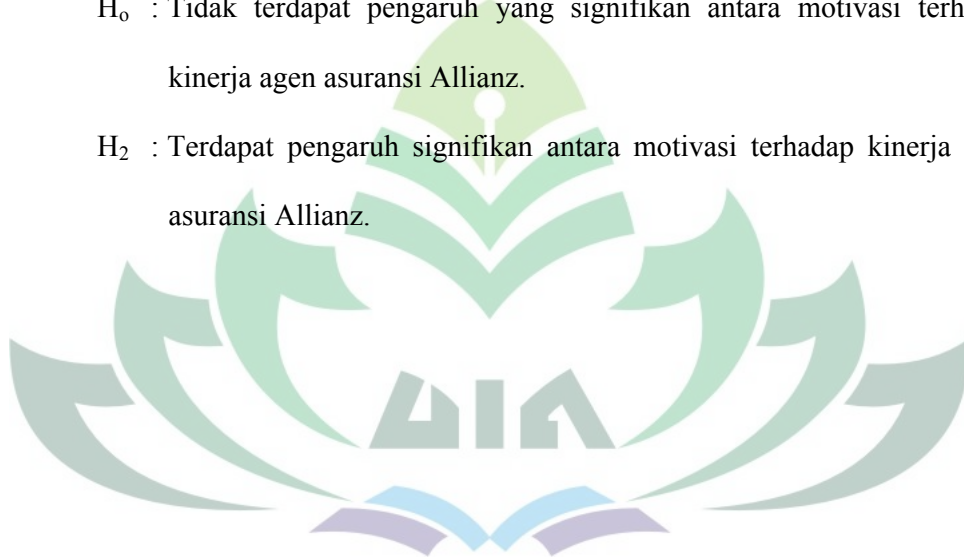 Hₒ : Tidak terdapat pengaruh yang signifikan antara motivasi
kinerja agen asuransi Allianz.
H₂ : Terdapat pengaruh signifikan antara motivasi terhadap kinerja
asuransi Allianz.
UIN